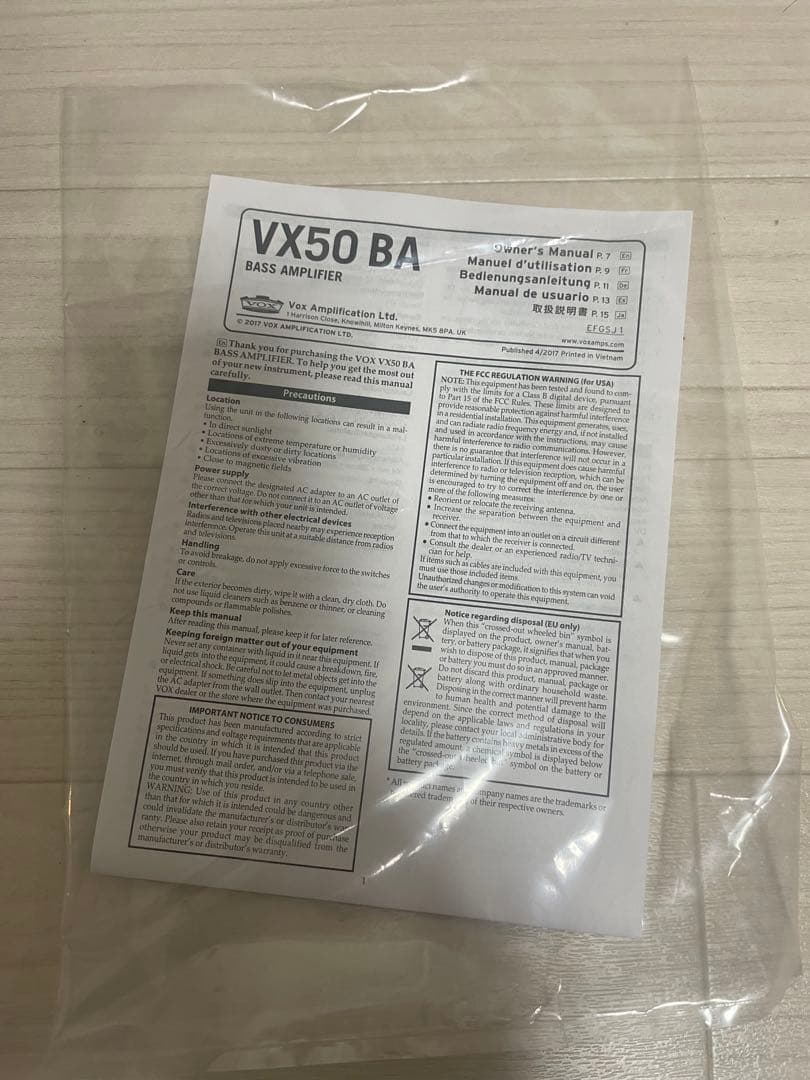 VX50 BA
BASS AMPLIFIER
Owner's Manual P. 7 En
Manuel d'utilisation P. 9 Fr
Bedienungsanleitung P. 11 De
Manual de usuario P. 13 Es
取扱説明書 P. 15 Ja
EFGSJ 1
VOX
Vox Amplification Ltd.
1 Harrison Close, Knowlhill, Milton Keynes, MK5 8PA. UK
© 2017 VOX AMPLIFICATION LTD.
www.voxamps.com
Published 4/2017 Printed in Vietnam
En Thank you for purchasing the VOX VX50 BA
BASS AMPLIFIER. To help you get the most out
of your new instrument, please read this manual
carefully.
Precautions
Location
Using the unit in the following locations can result in a mal-
function.
• In direct sunlight
• Locations of extreme temperature or humidity
• Excessively dusty or dirty locations
• Locations of excessive vibration
• Close to magnetic fields
Power supply
Please connect the designated AC adapter to an AC outlet of
the correct voltage. Do not connect it to an AC outlet of voltage
other than that for which your unit is intended.
Interference with other electrical devices
Radios and televisions placed nearby may experience reception
interference. Operate this unit at a suitable distance from radios
and televisions.
Handling
To avoid breakage, do not apply excessive force to the switches
or controls.
Care
If the exterior becomes dirty, wipe it with a clean, dry cloth. Do
not use liquid cleaners such as benzene or thinner, or cleaning
compounds or flammable polishes.
Keep this manual
After reading this manual, please keep it for later reference.
Keeping foreign matter out of your equipment
Never set any container with liquid in it near this equipment. If
liquid gets into the equipment, it could cause a breakdown, fire,
or electrical shock. Be careful not to let metal objects get into the
equipment. If something does slip into the equipment, unplug
the AC adapter from the wall outlet. Then contact your nearest
VOX dealer or the store where the equipment was purchased.
IMPORTANT NOTICE TO CONSUMERS
This product has been manufactured according to strict
specifications and voltage requirements that are applicable
in the country in which it is intended that this product
should be used. If you have purchased this product via the
internet, through mail order, and/or via a telephone sale,
you must verify that this product is intended to be used in
the country in which you reside.
WARNING: Use of this product in any country other
than that for which it is intended could be dangerous and
could invalidate the manufacturer's or distributor's war-
ranty. Please also retain your receipt as proof of purchase
otherwise your product may be disqualified from the
manufacturer's or distributor's warranty.
THE FCC REGULATION WARNING (for USA)
NOTE: This equipment has been tested and found to com-
ply with the limits for a Class B digital device, pursuant
to Part 15 of the FCC Rules. These limits are designed to
provide reasonable protection against harmful interference
in a residential installation. This equipment generates, uses,
and can radiate radio frequency energy and, if not installed
and used in accordance with the instructions, may cause
harmful interference to radio communications. However,
there is no guarantee that interference will not occur in a
particular installation. If this equipment does cause harmful
interference to radio or television reception, which can be
determined by turning the equipment off and on, the user
is encouraged to try to correct the interference by one or
more of the following measures:
• Reorient or relocate the receiving antenna.
• Increase the separation between the equipment and
receiver.
• Connect the equipment into an outlet on a circuit different
from that to which the receiver is connected.
• Consult the dealer or an experienced radio/TV techni-
cian for help.
If items such as cables are included with this equipment, you
must use those included items.
Unauthorized changes or modification to this system can void
the user's authority to operate this equipment.
Notice regarding disposal (EU only)
When this "crossed-out wheeled bin" symbol is
displayed on the product, owner's manual, bat-
tery, or battery package, it signifies that when you
wish to dispose of this product, manual, package
or battery you must do so in an approved manner.
Do not discard this product, manual, package or
battery along with ordinary household waste.
Disposing in the correct manner will prevent harm
to human health and potential damage to the
environment. Since the correct method of disposal will
depend on the applicable laws and regulations in your
locality, please contact your local administrative body for
details. If the battery contains heavy metals in excess of the
regulated amount, a chemical symbol is displayed below
the "crossed-out wheeled bin" symbol on the battery or
battery package.
* All product names and company names are the trademarks or
registered trademarks of their respective owners.
1